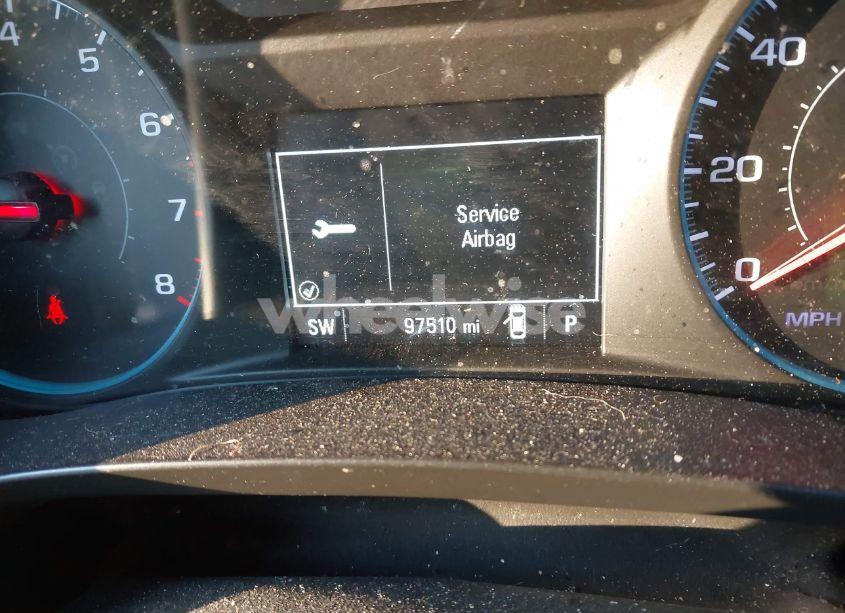 4
5
6
7
8
Service
Airbag
SW
97510 mi
P
40
20
0
MPH
wheelwise